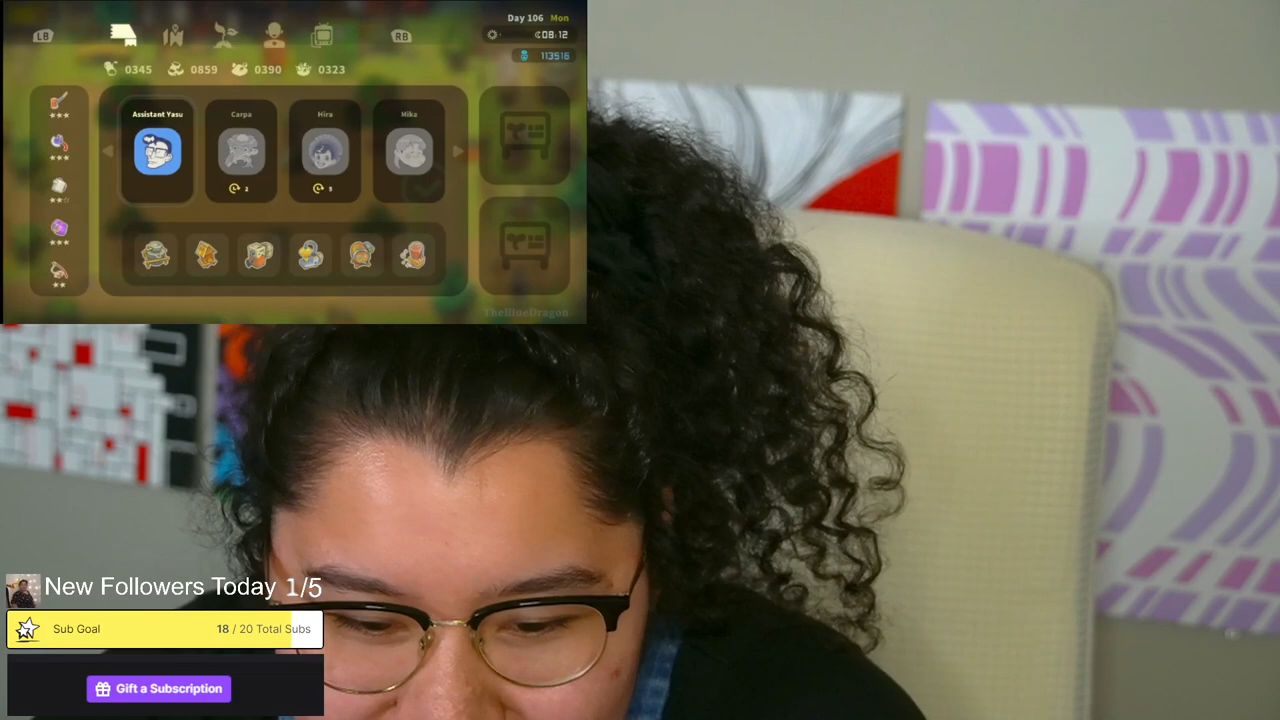 LB
RB
Day 106 Mon
08:12
113516
0345
0859
0390
0323
Assistant Yasu
Carpa
Hira
Mika
2
5
TheBlueDragon
New Followers Today 1/5
Sub Goal
18 / 20 Total Subs
Gift a Subscription